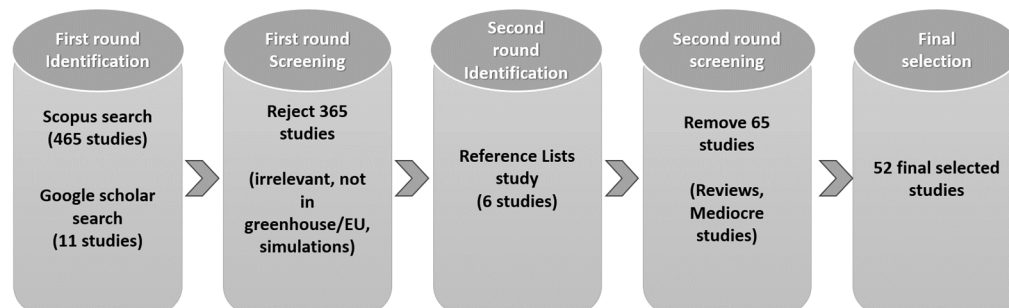 First round
Identification
Scopus search
(465 studies)
Google scholar
search
(11 studies)
First round
Screening
Reject 365
studies
(irrelevant, not
in
greenhouse/EU,
simulations)
Second
round
Identification
Reference Lists
study
(6 studies)
Second round
screening
Remove 65
studies
(Reviews,
Mediocre
studies)
Final
selection
52 final selected
studies